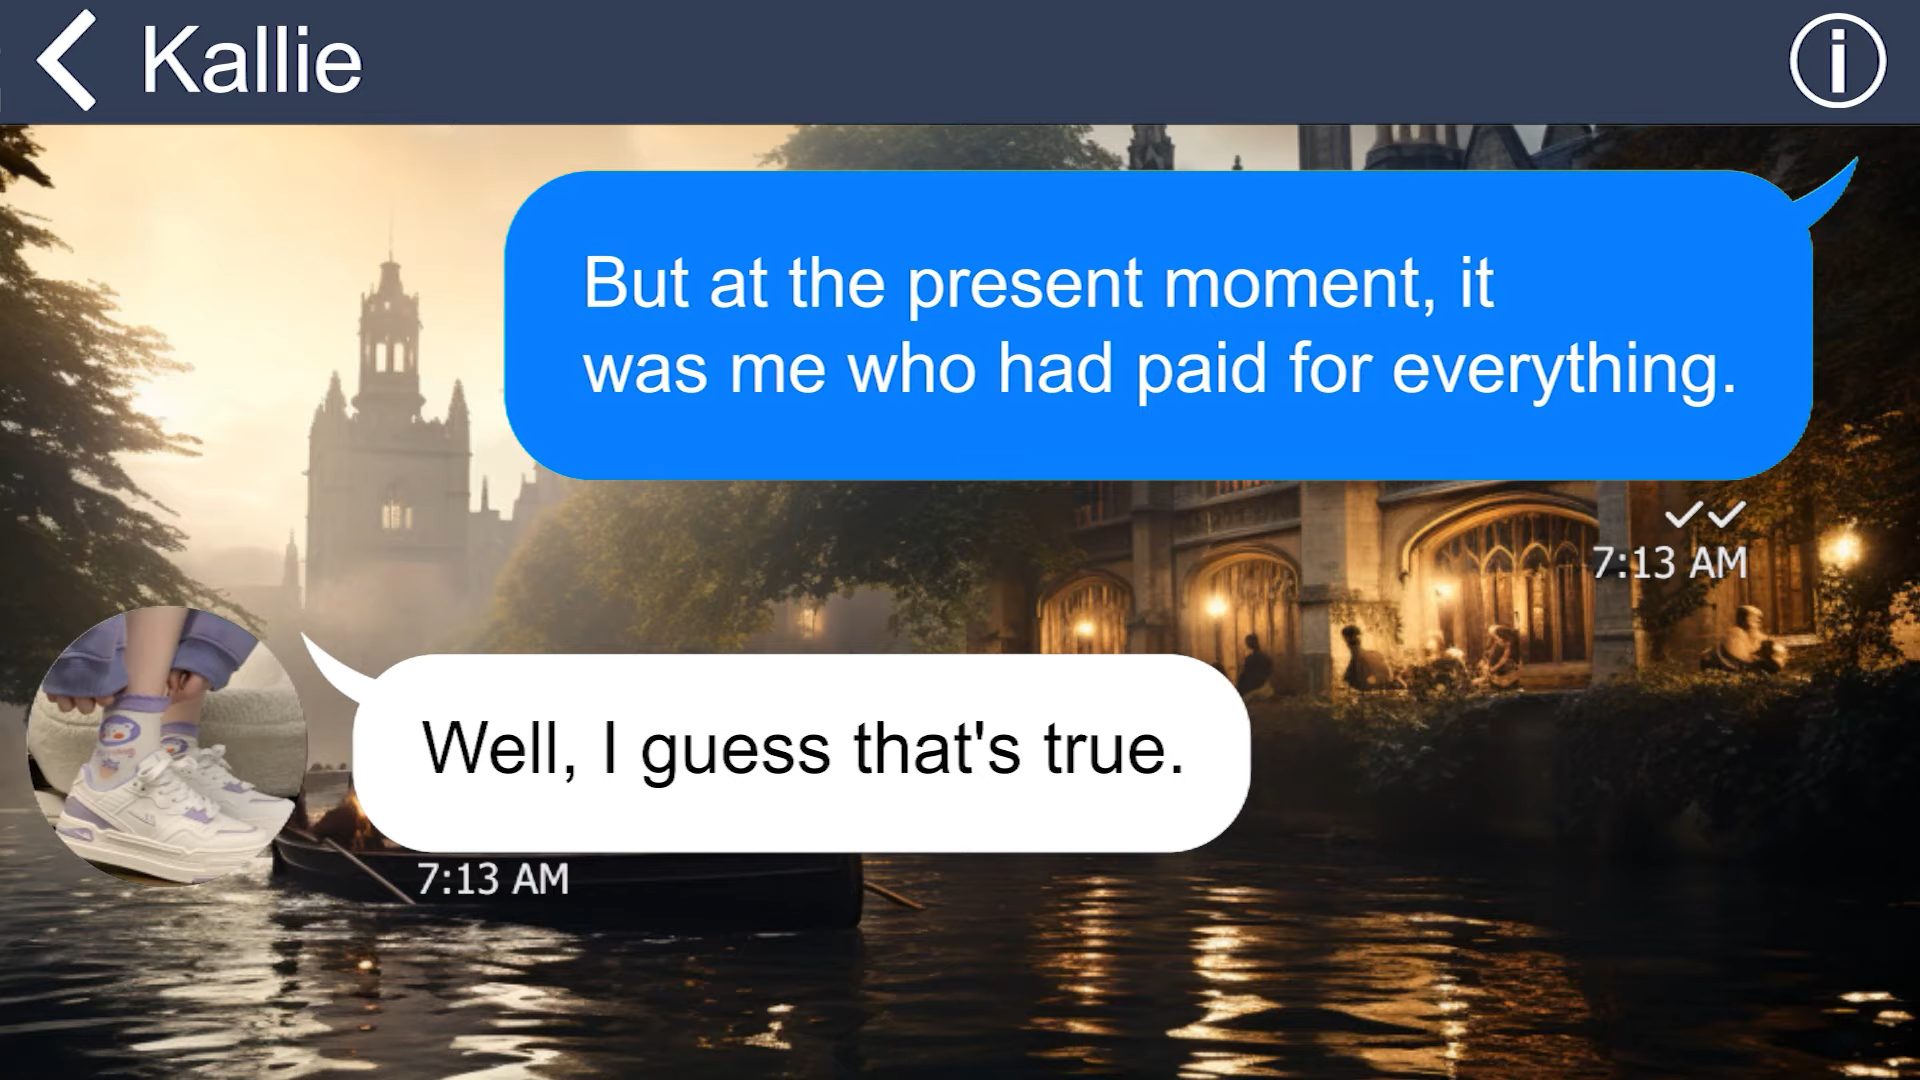 Kallie
But at the present moment, it
was me who had paid for everything.
7:13 AM
Well, I guess that's true.
7:13 AM